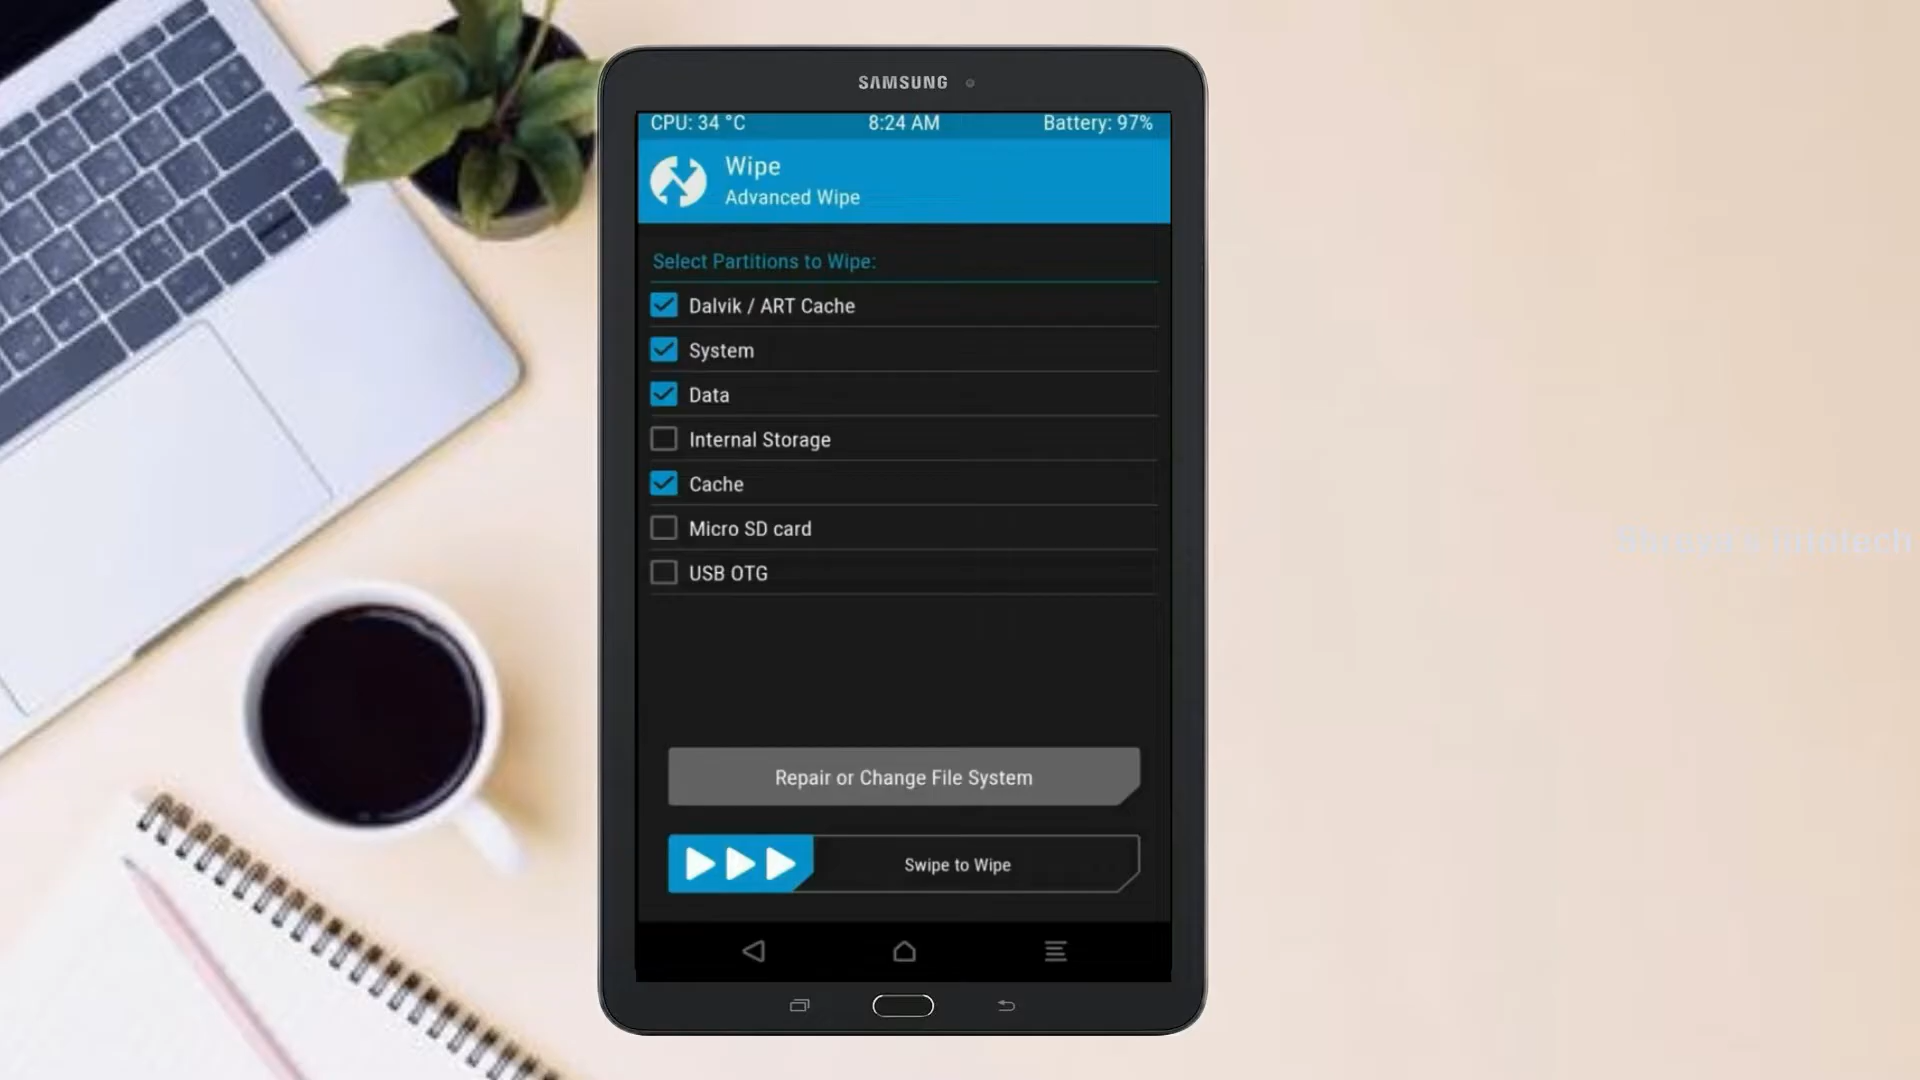 SAMSUNG
CPU: 34 °C 8:24 AM Battery: 97%
Wipe
Advanced Wipe
Select Partitions to Wipe:
Dalvik / ART Cache
System
Data
Internal Storage
Cache
Micro SD card
USB OTG
Repair or Change File System
Swipe to Wipe
Infotech